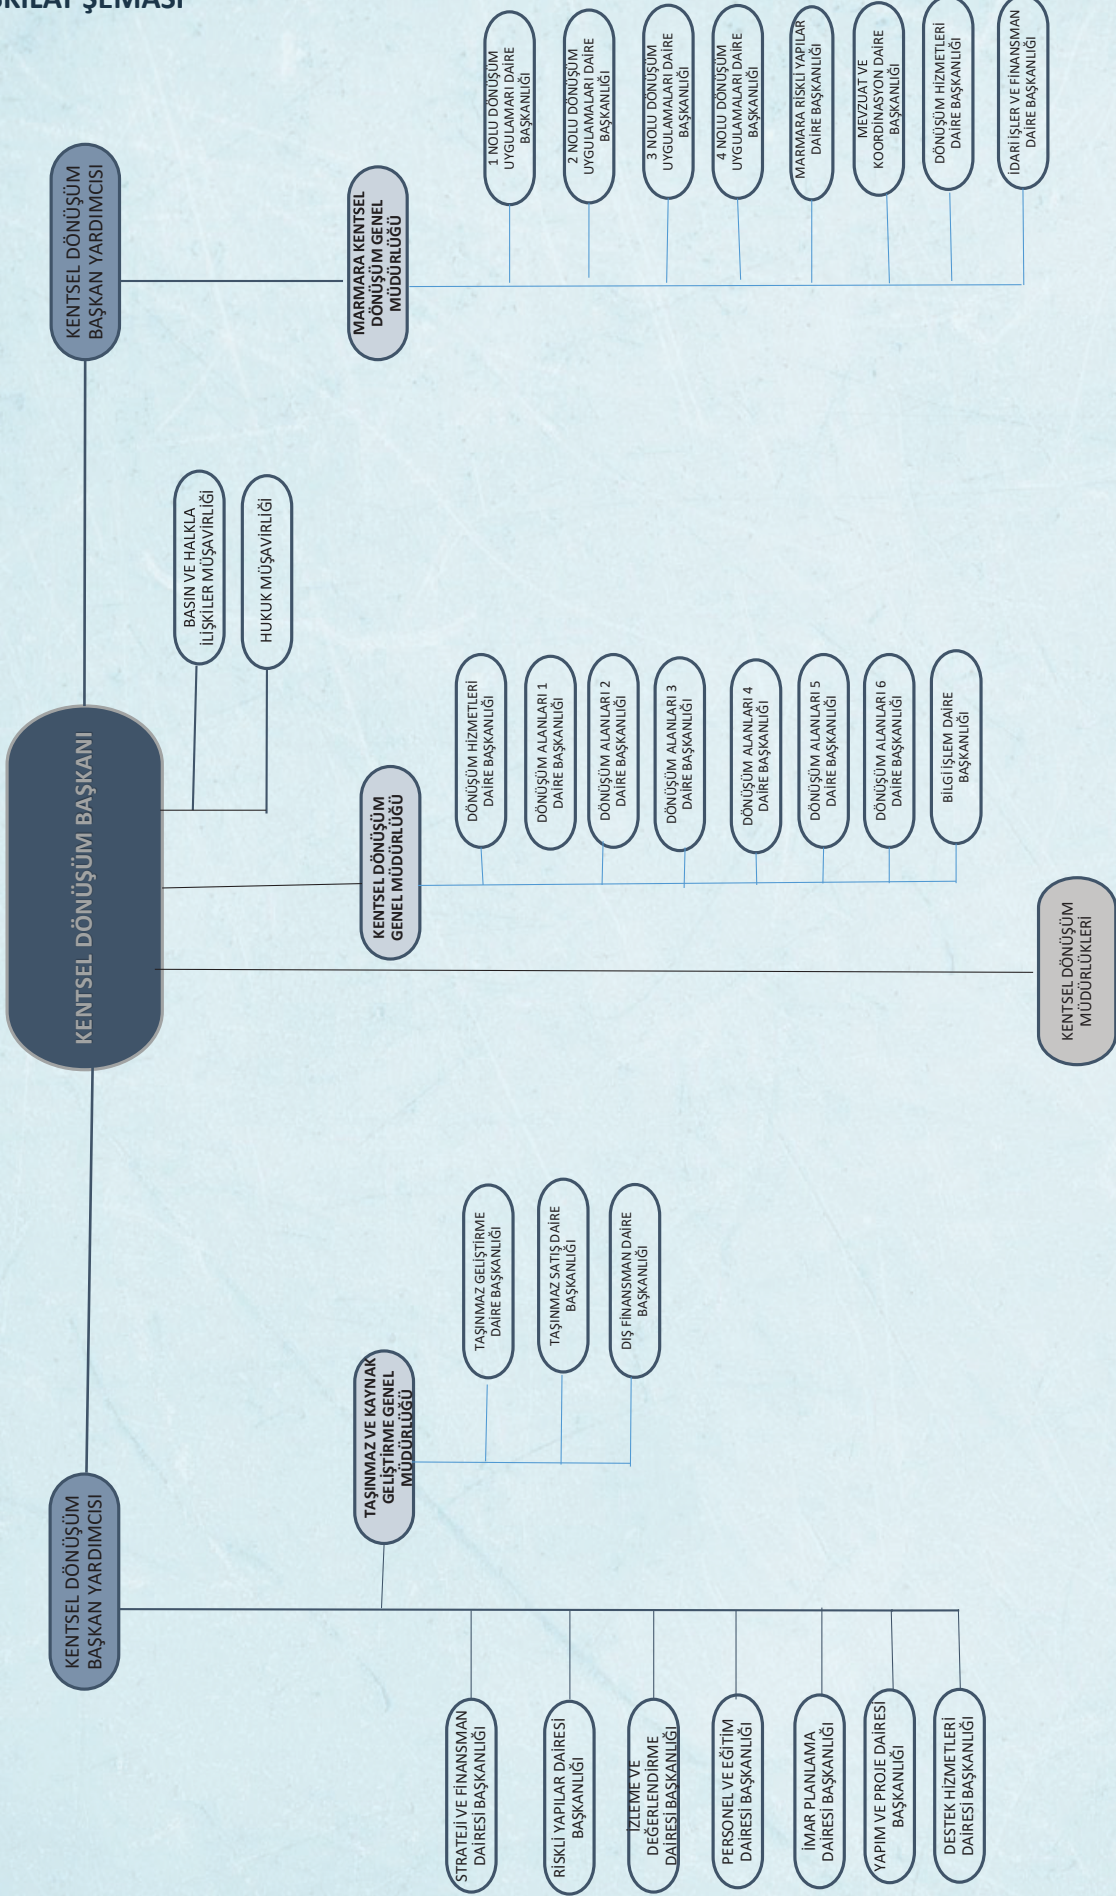 ŞKİLAT ŞEMASI
KENTSEL DÖNÜŞÜM BAŞKANI
KENTSEL DÖNÜŞÜM
BAŞKAN YARDIMCISI
KENTSEL DÖNÜŞÜM
BAŞKAN YARDIMCISI
BASIN VE HALKLA
İLİŞKİLER MÜŞAVİRLİĞİ
HUKUK MÜŞAVİRLİĞİ
TAŞINMAZ VE KAYNAK
GELİŞTİRME GENEL
MÜDÜRLÜĞÜ
KENTSEL DÖNÜŞÜM
GENEL MÜDÜRLÜĞÜ
MARMARA KENTSEL
DÖNÜŞÜM GENEL
MÜDÜRLÜĞÜ
STRATEJİ VE FİNANSMAN
DAİRESİ BAŞKANLIĞI
RİSKLİ YAPILAR DAİRESİ
BAŞKANLIĞI
İZLEME VE
DEĞERLENDİRME
DAİRESİ BAŞKANLIĞI
PERSONEL VE EĞİTİM
DAİRESİ BAŞKANLIĞI
İMAR PLANLAMA
DAİRESİ BAŞKANLIĞI
YAPIM VE PROJE DAİRESİ
BAŞKANLIĞI
DESTEK HİZMETLERİ
DAİRESİ BAŞKANLIĞI
TAŞINMAZ GELİŞTİRME
DAİRE BAŞKANLIĞI
TAŞINMAZ SATIŞ DAİRE
BAŞKANLIĞI
DIŞ FİNANSMAN DAİRE
BAŞKANLIĞI
DÖNÜŞÜM HİZMETLERİ
DAİRE BAŞKANLIĞI
DÖNÜŞÜM ALANLARI 1
DAİRE BAŞKANLIĞI
DÖNÜŞÜM ALANLARI 2
DAİRE BAŞKANLIĞI
DÖNÜŞÜM ALANLARI 3
DAİRE BAŞKANLIĞI
DÖNÜŞÜM ALANLARI 4
DAİRE BAŞKANLIĞI
DÖNÜŞÜM ALANLARI 5
DAİRE BAŞKANLIĞI
DÖNÜŞÜM ALANLARI 6
DAİRE BAŞKANLIĞI
BİLGİ İŞLEM DAİRE
BAŞKANLIĞI
1 NOLU DÖNÜŞÜM
UYGULAMARI DAİRE
BAŞKANLIĞI
2 NOLU DÖNÜŞÜM
UYGULAMALARI DAİRE
BAŞKANLIĞI
3 NOLU DÖNÜŞÜM
UYGULAMALARI DAİRE
BAŞKANLIĞI
4 NOLU DÖNÜŞÜM
UYGULAMALARI DAİRE
BAŞKANLIĞI
MARMARA RİSKLİ YAPILAR
DAİRE BAŞKANLIĞI
MEVZUAT VE
KOORDİNASYON DAİRE
BAŞKANLIĞI
DÖNÜŞÜM HİZMETLERİ
DAİRE BAŞKANLIĞI
İDARİ İŞLER VE FİNANSMAN
DAİRE BAŞKANLIĞI
KENTSEL DÖNÜŞÜM
MÜDÜRLÜKLERİ